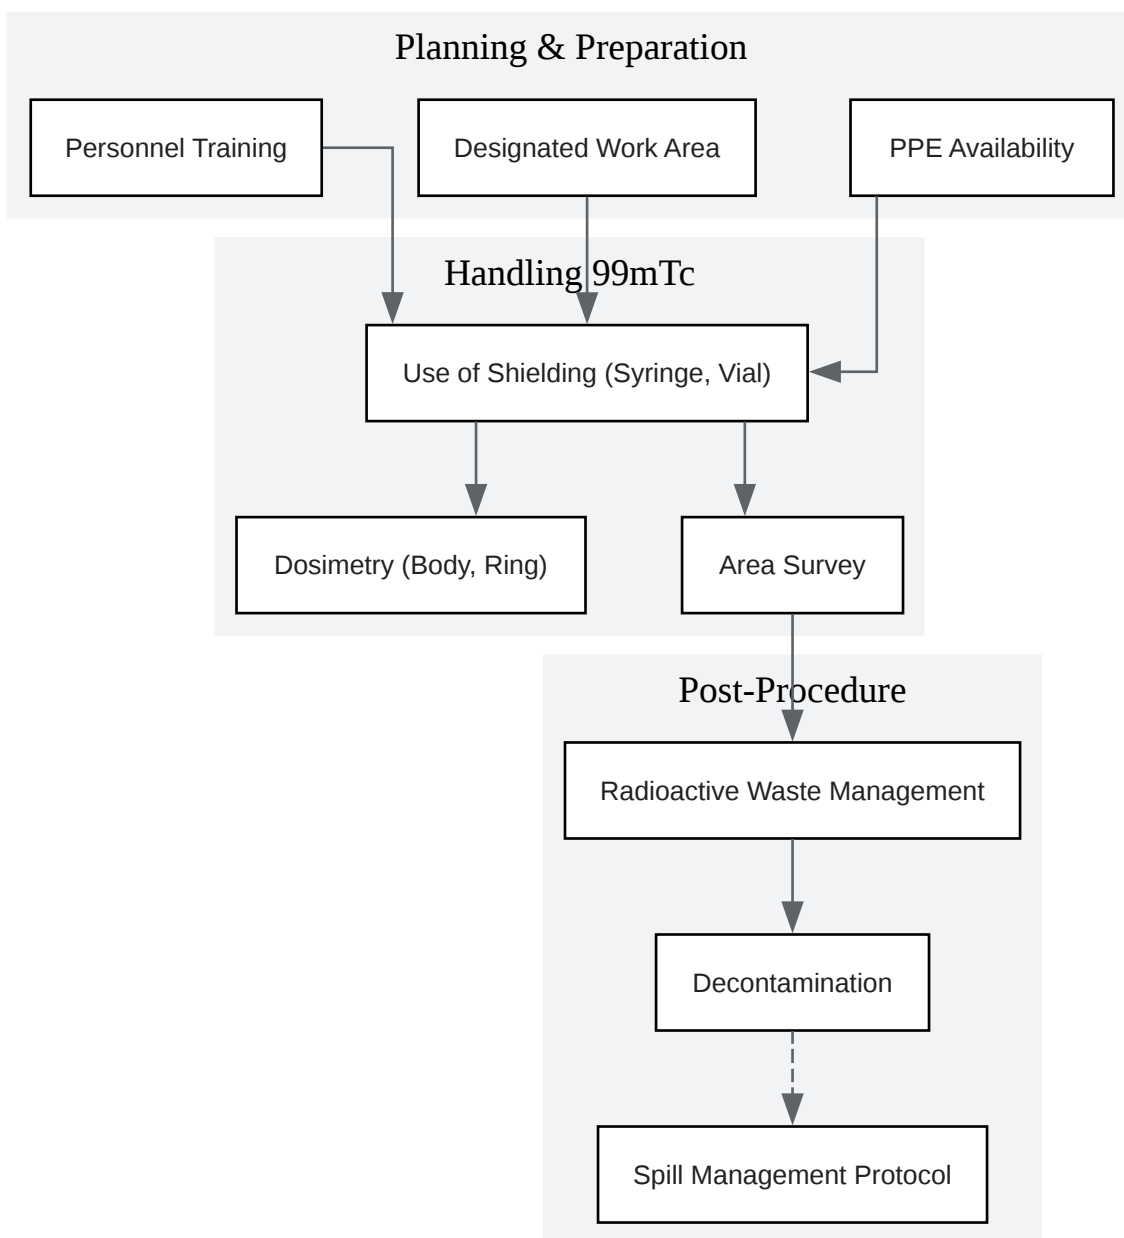 Planning & Preparation
Personnel Training
Designated Work Area
PPE Availability
Handling 99mTc
Use of Shielding (Syringe, Vial)
Dosimetry (Body, Ring)
Area Survey
Post-Procedure
Radioactive Waste Management
Decontamination
Spill Management Protocol